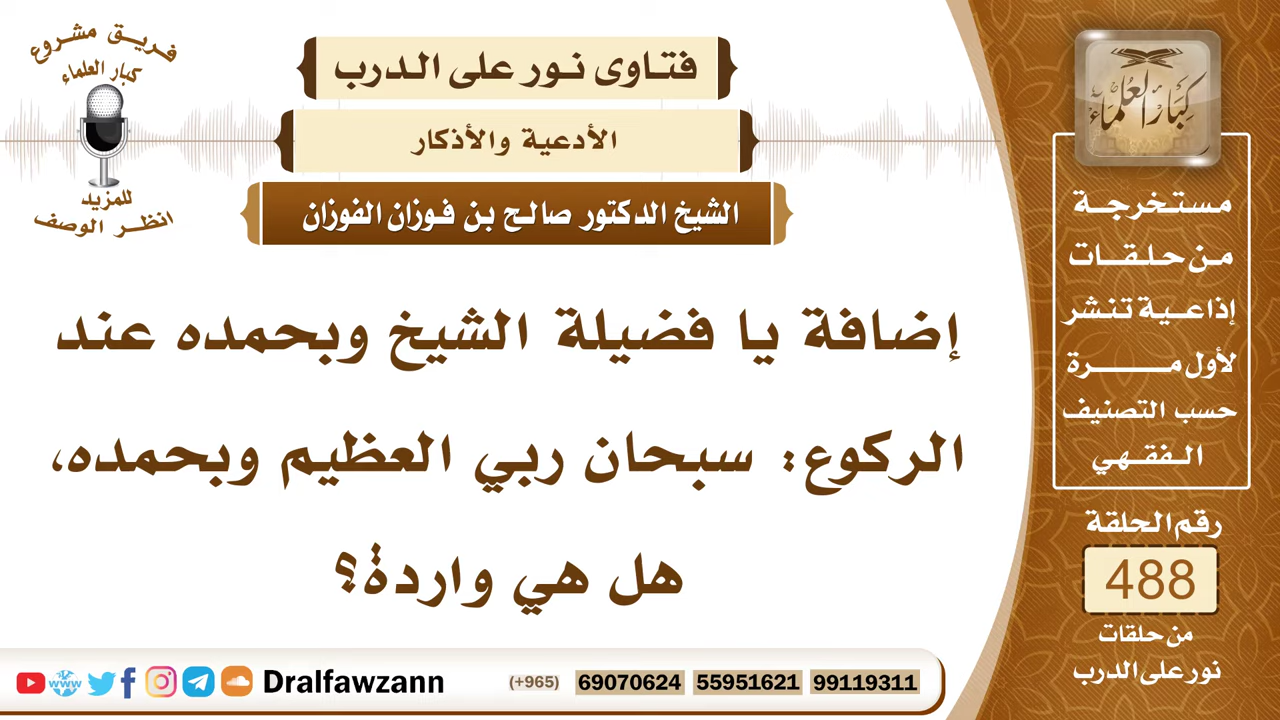 فريق مشروع
كبار العلماء
للمزيد
انظر الوصف
فتاوى نور على الدرب
الأدعية والأذكار
الشيخ الدكتور صالح بن فوزان الفوزان
إضافة يا فضيلة الشيخ وبحمده عند
الركوع: سبحان ربي العظيم وبحمده،
هل هي واردةٌ؟
كبار العلماء
مستخرجة
من حلقات
إذاعية تنشر
لأول مرة
حسب التصنيف
الفقهي
رقم الحلقة
488
من حلقات
نور على الدرب
www Dralfawzann (+965) 69070624 55951621 99119311